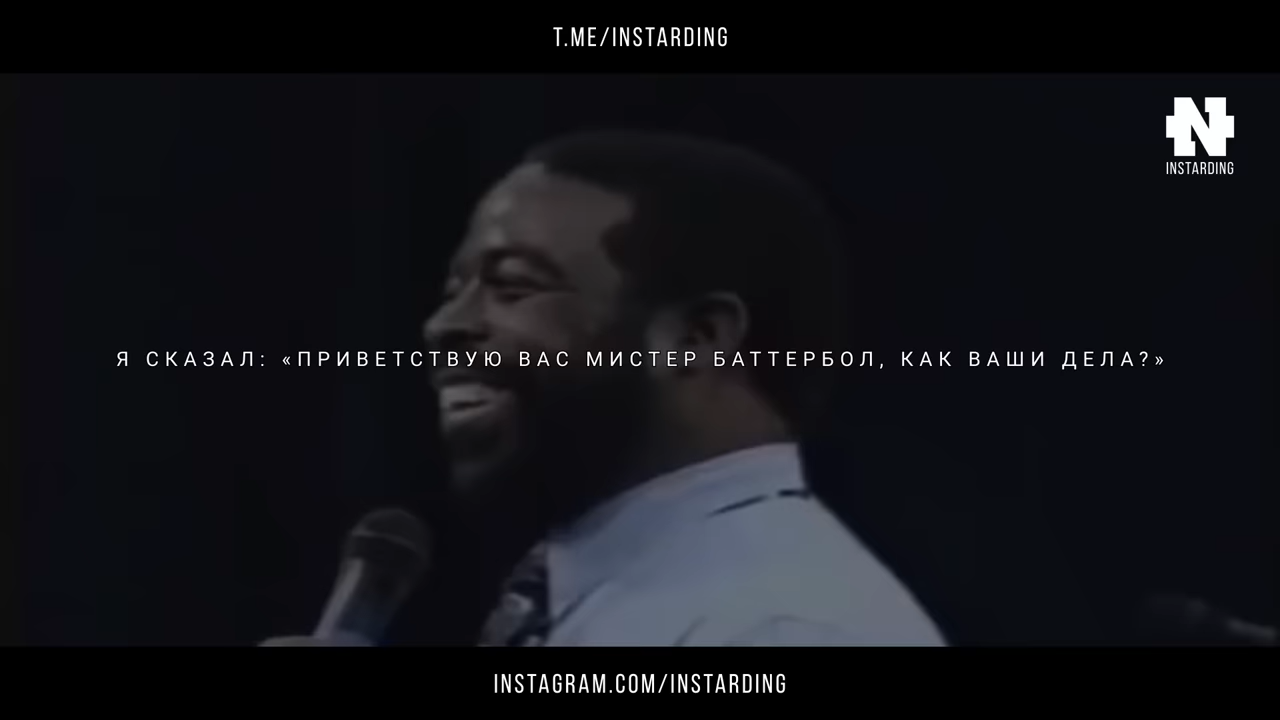 T.ME/INSTARDING
N
INSTARDING
Я СКАЗАЛ: «ПРИВЕТСТВУЮ ВАС МИСТЕР БАТТЕРБОЛ, КАК ВАШИ ДЕЛА?»
INSTAGRAM.COM/INSTARDING